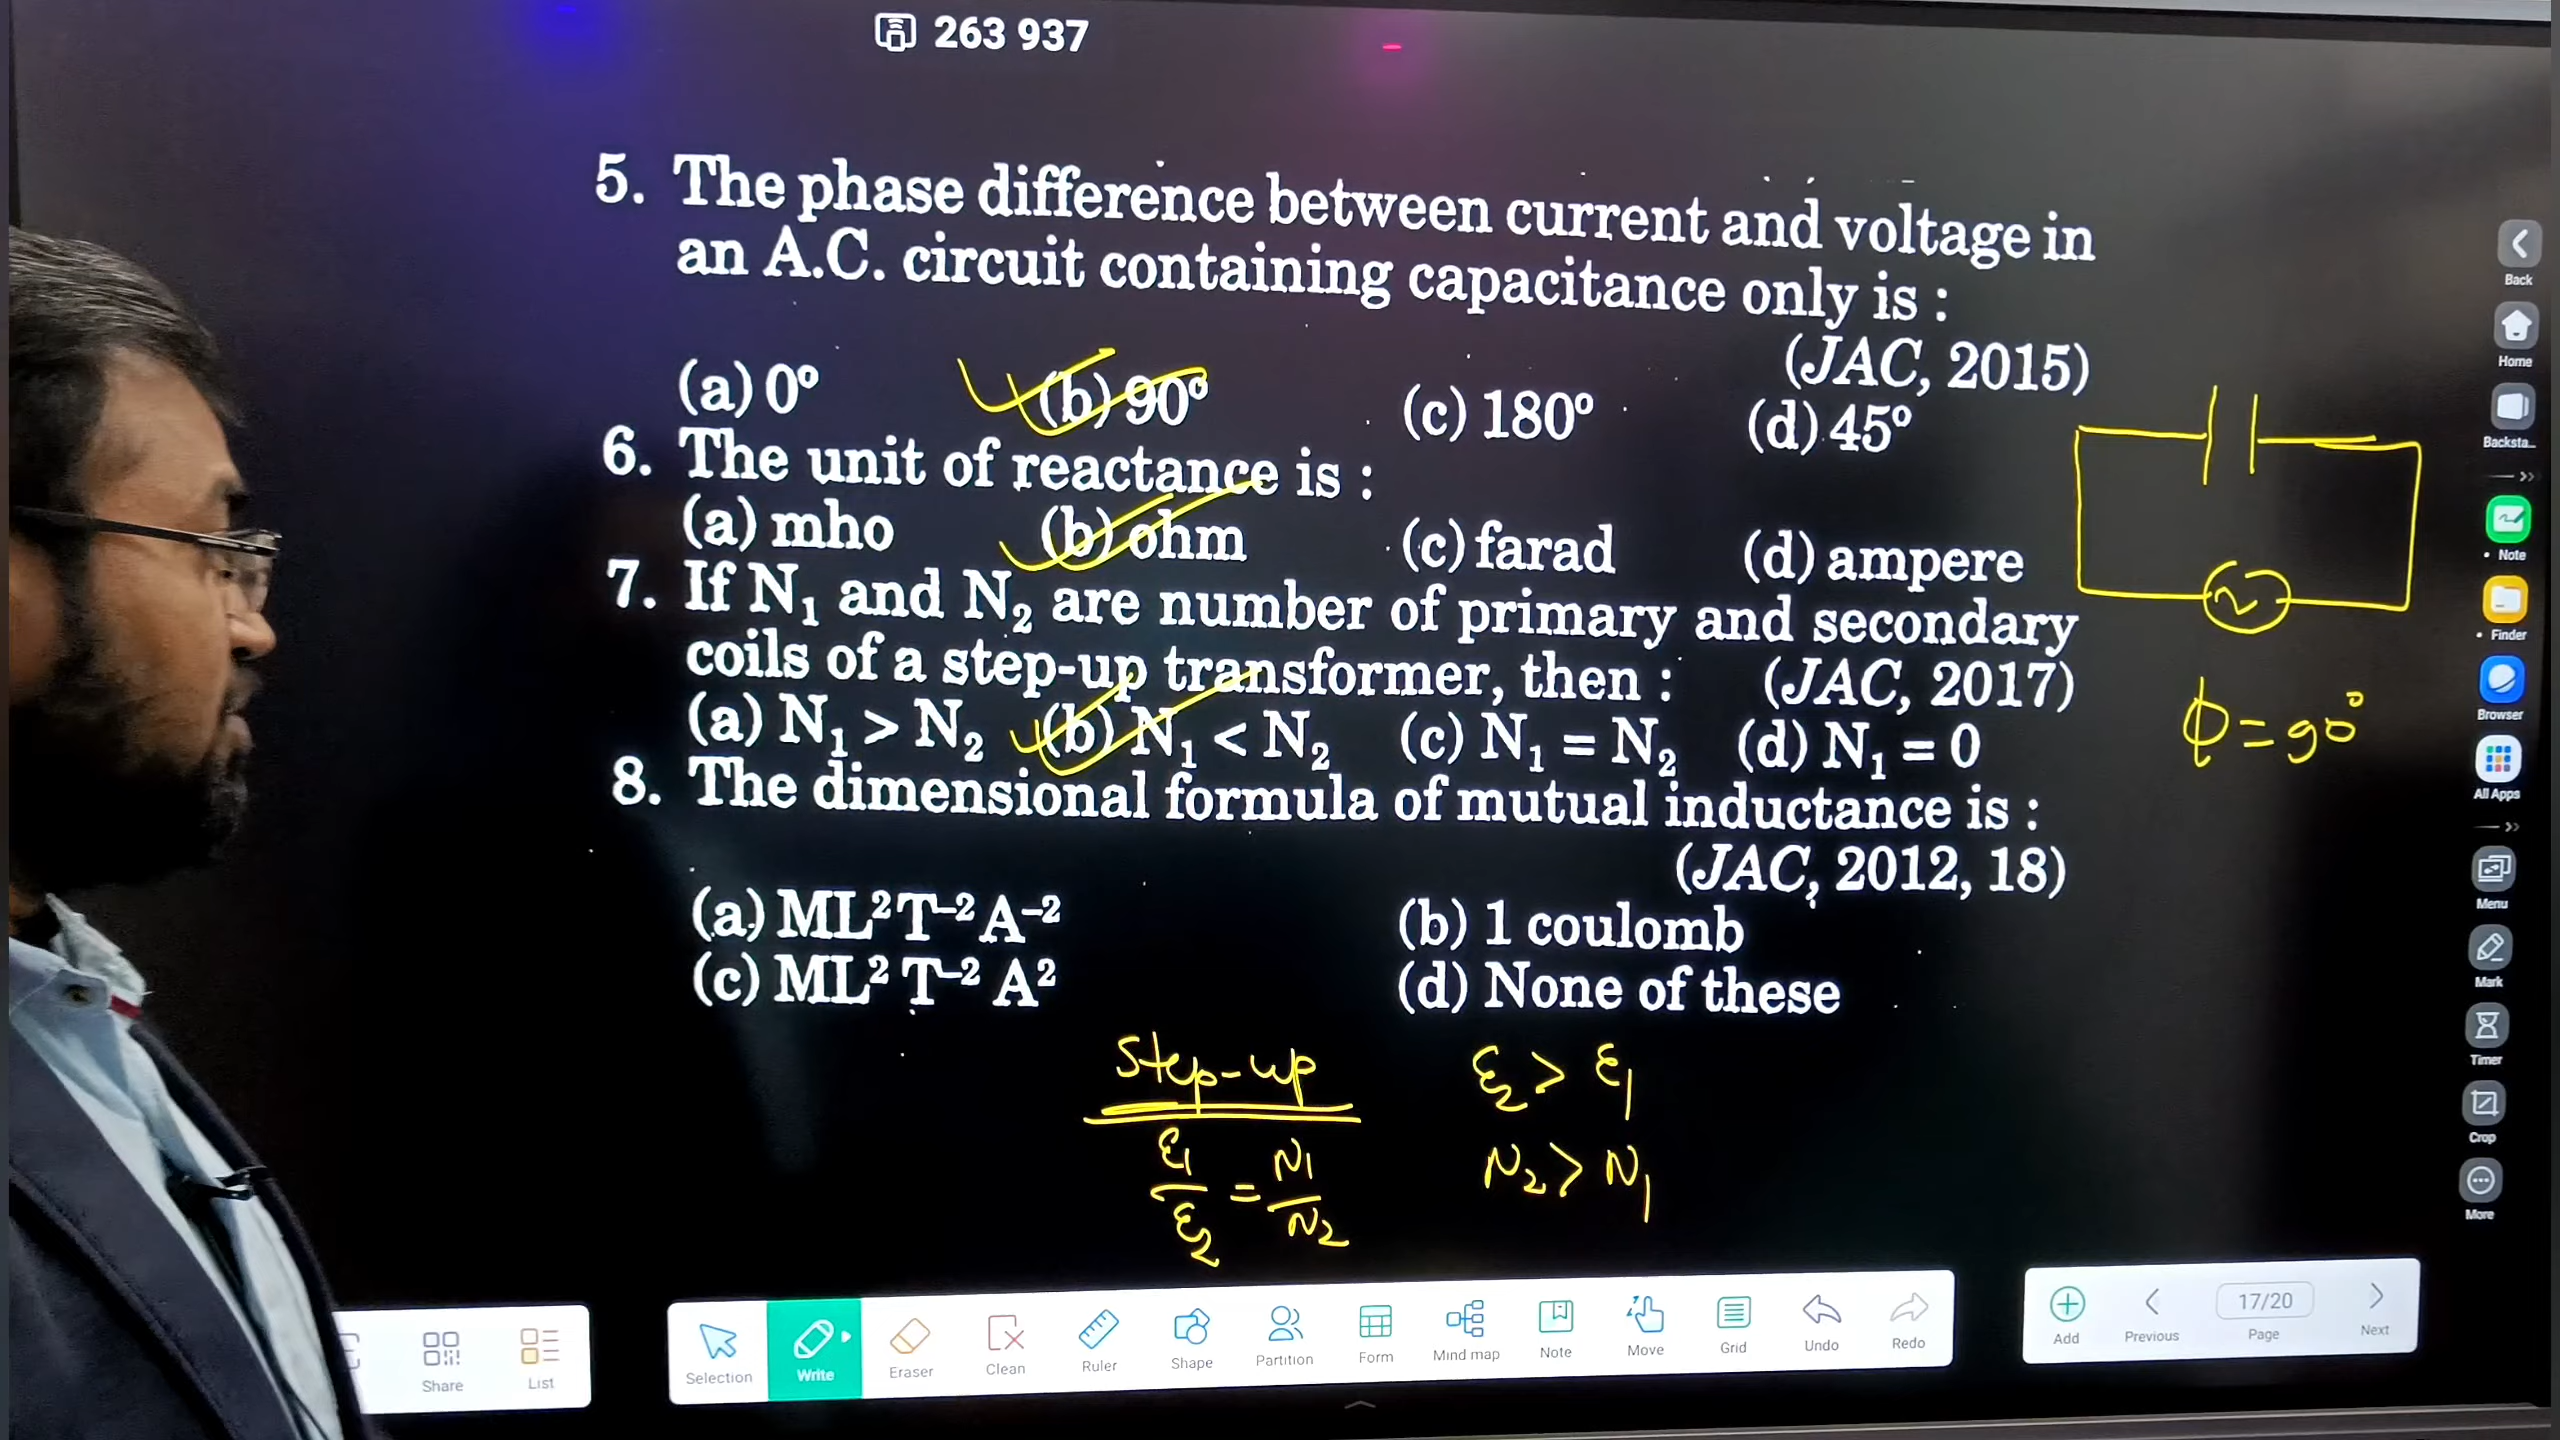 263 937
5. The phase difference between current and voltage in
an A.C. circuit containing capacitance only is :
(JAC, 2015)
(a) 0° (b) 90° (c) 180° (d) 45°
6. The unit of reactance is :
(a) mho (b) ohm (c) farad (d) ampere
7. If N₁ and N₂ are number of primary and secondary
coils of a step-up transformer, then : (JAC, 2017)
(a) N₁ > N₂ (b) N₁ < N₂ (c) N₁ = N₂ (d) N₁ = 0
8. The dimensional formula of mutual inductance is :
(JAC, 2012, 18)
(a) ML²T⁻²A⁻² (b) 1 coulomb
(c) ML² T⁻² A² (d) None of these
ϕ = 90°
Step-up
ε₁/ε₂ = N₁/N₂
ε₂ > ε₁
N₂ > N₁
Back
Home
Backsta...
Note
Finder
Browser
All Apps
Menu
Mark
Timer
Crop
More
Share List
Selection Write Eraser Clean Ruler Shape Partition Form Mind map Note Move Grid Undo Redo
Add Previous 17/20 Page Next